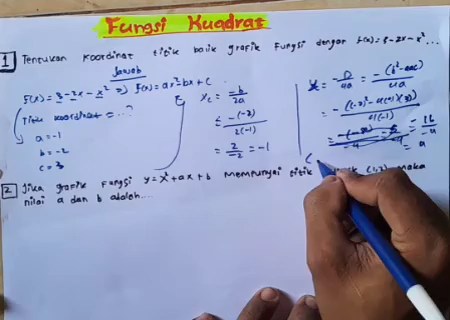 Fungsi Kuadrat
1 Tentukan koordinat titik balik grafik fungsi dengan f(x)=3-2x-x² ...
Jawab
f(x) = 3-2x-x² ⇒ f(x)= ax²+bx+c
Titik koordinat = ...?
a = -1
b = -2
c = 3
x = -b/2a
= -(-2)/2(-1)
= 2/-2 = -1
= -D/4a = -(b²-4ac)/4a
= -((-2)²-4(-1)(3))/4(-1)
= 16/-4
= 4
(
2 Jika grafik fungsi y = x²+ax+b mempunyai titik (1,2) maka
nilai a dan b adalah...